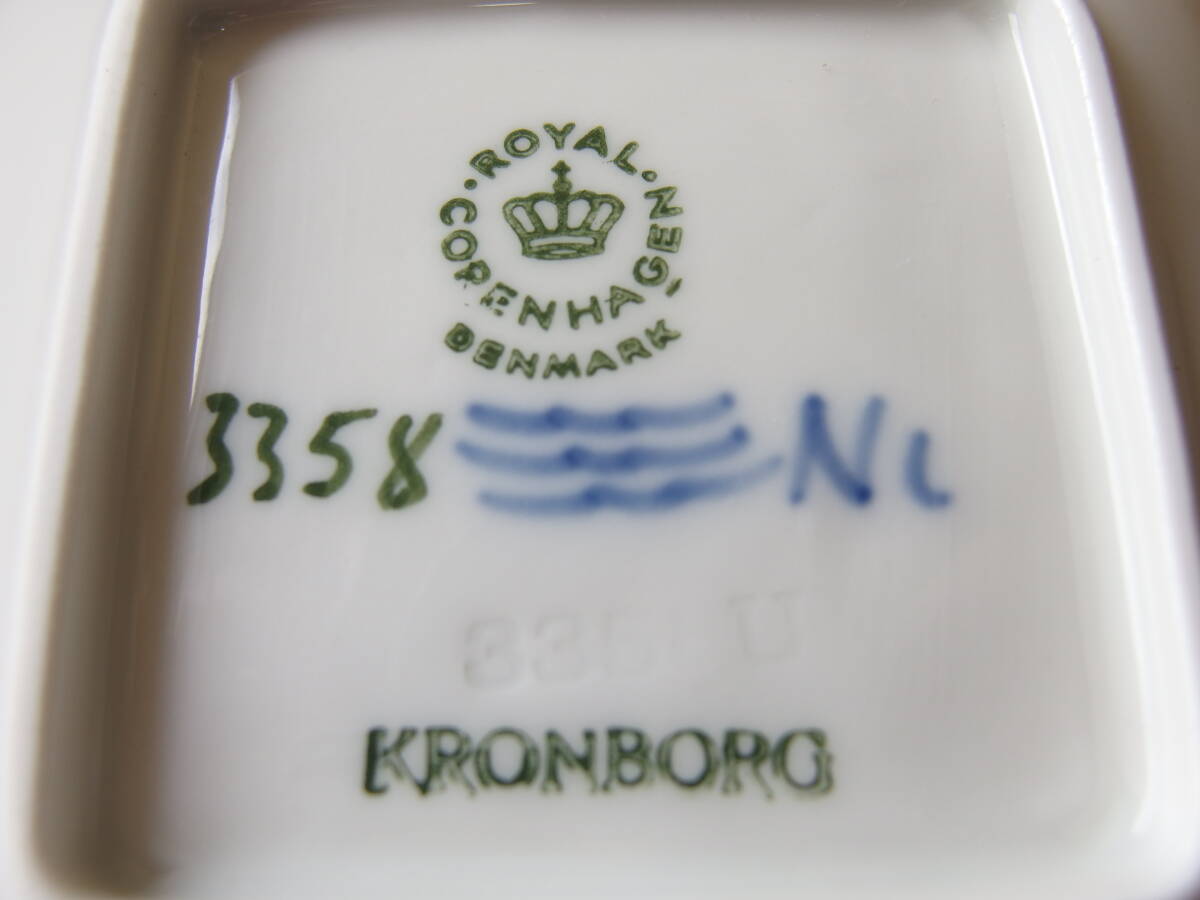 ROYAL
COPENHAGEN
DENMARK
3358 NL
KRONBORG